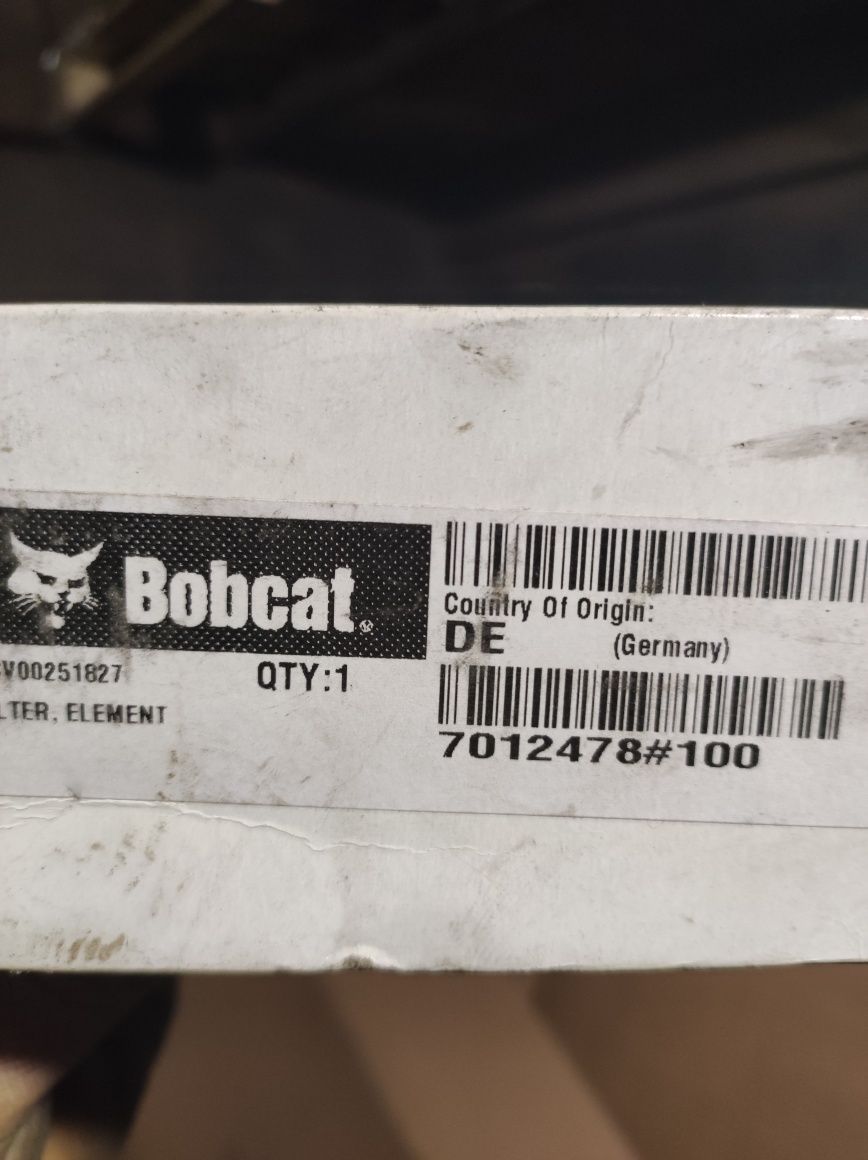 Bobcat®
V00251827
QTY:1
LTER, ELEMENT
Country Of Origin:
DE (Germany)
7012478#100